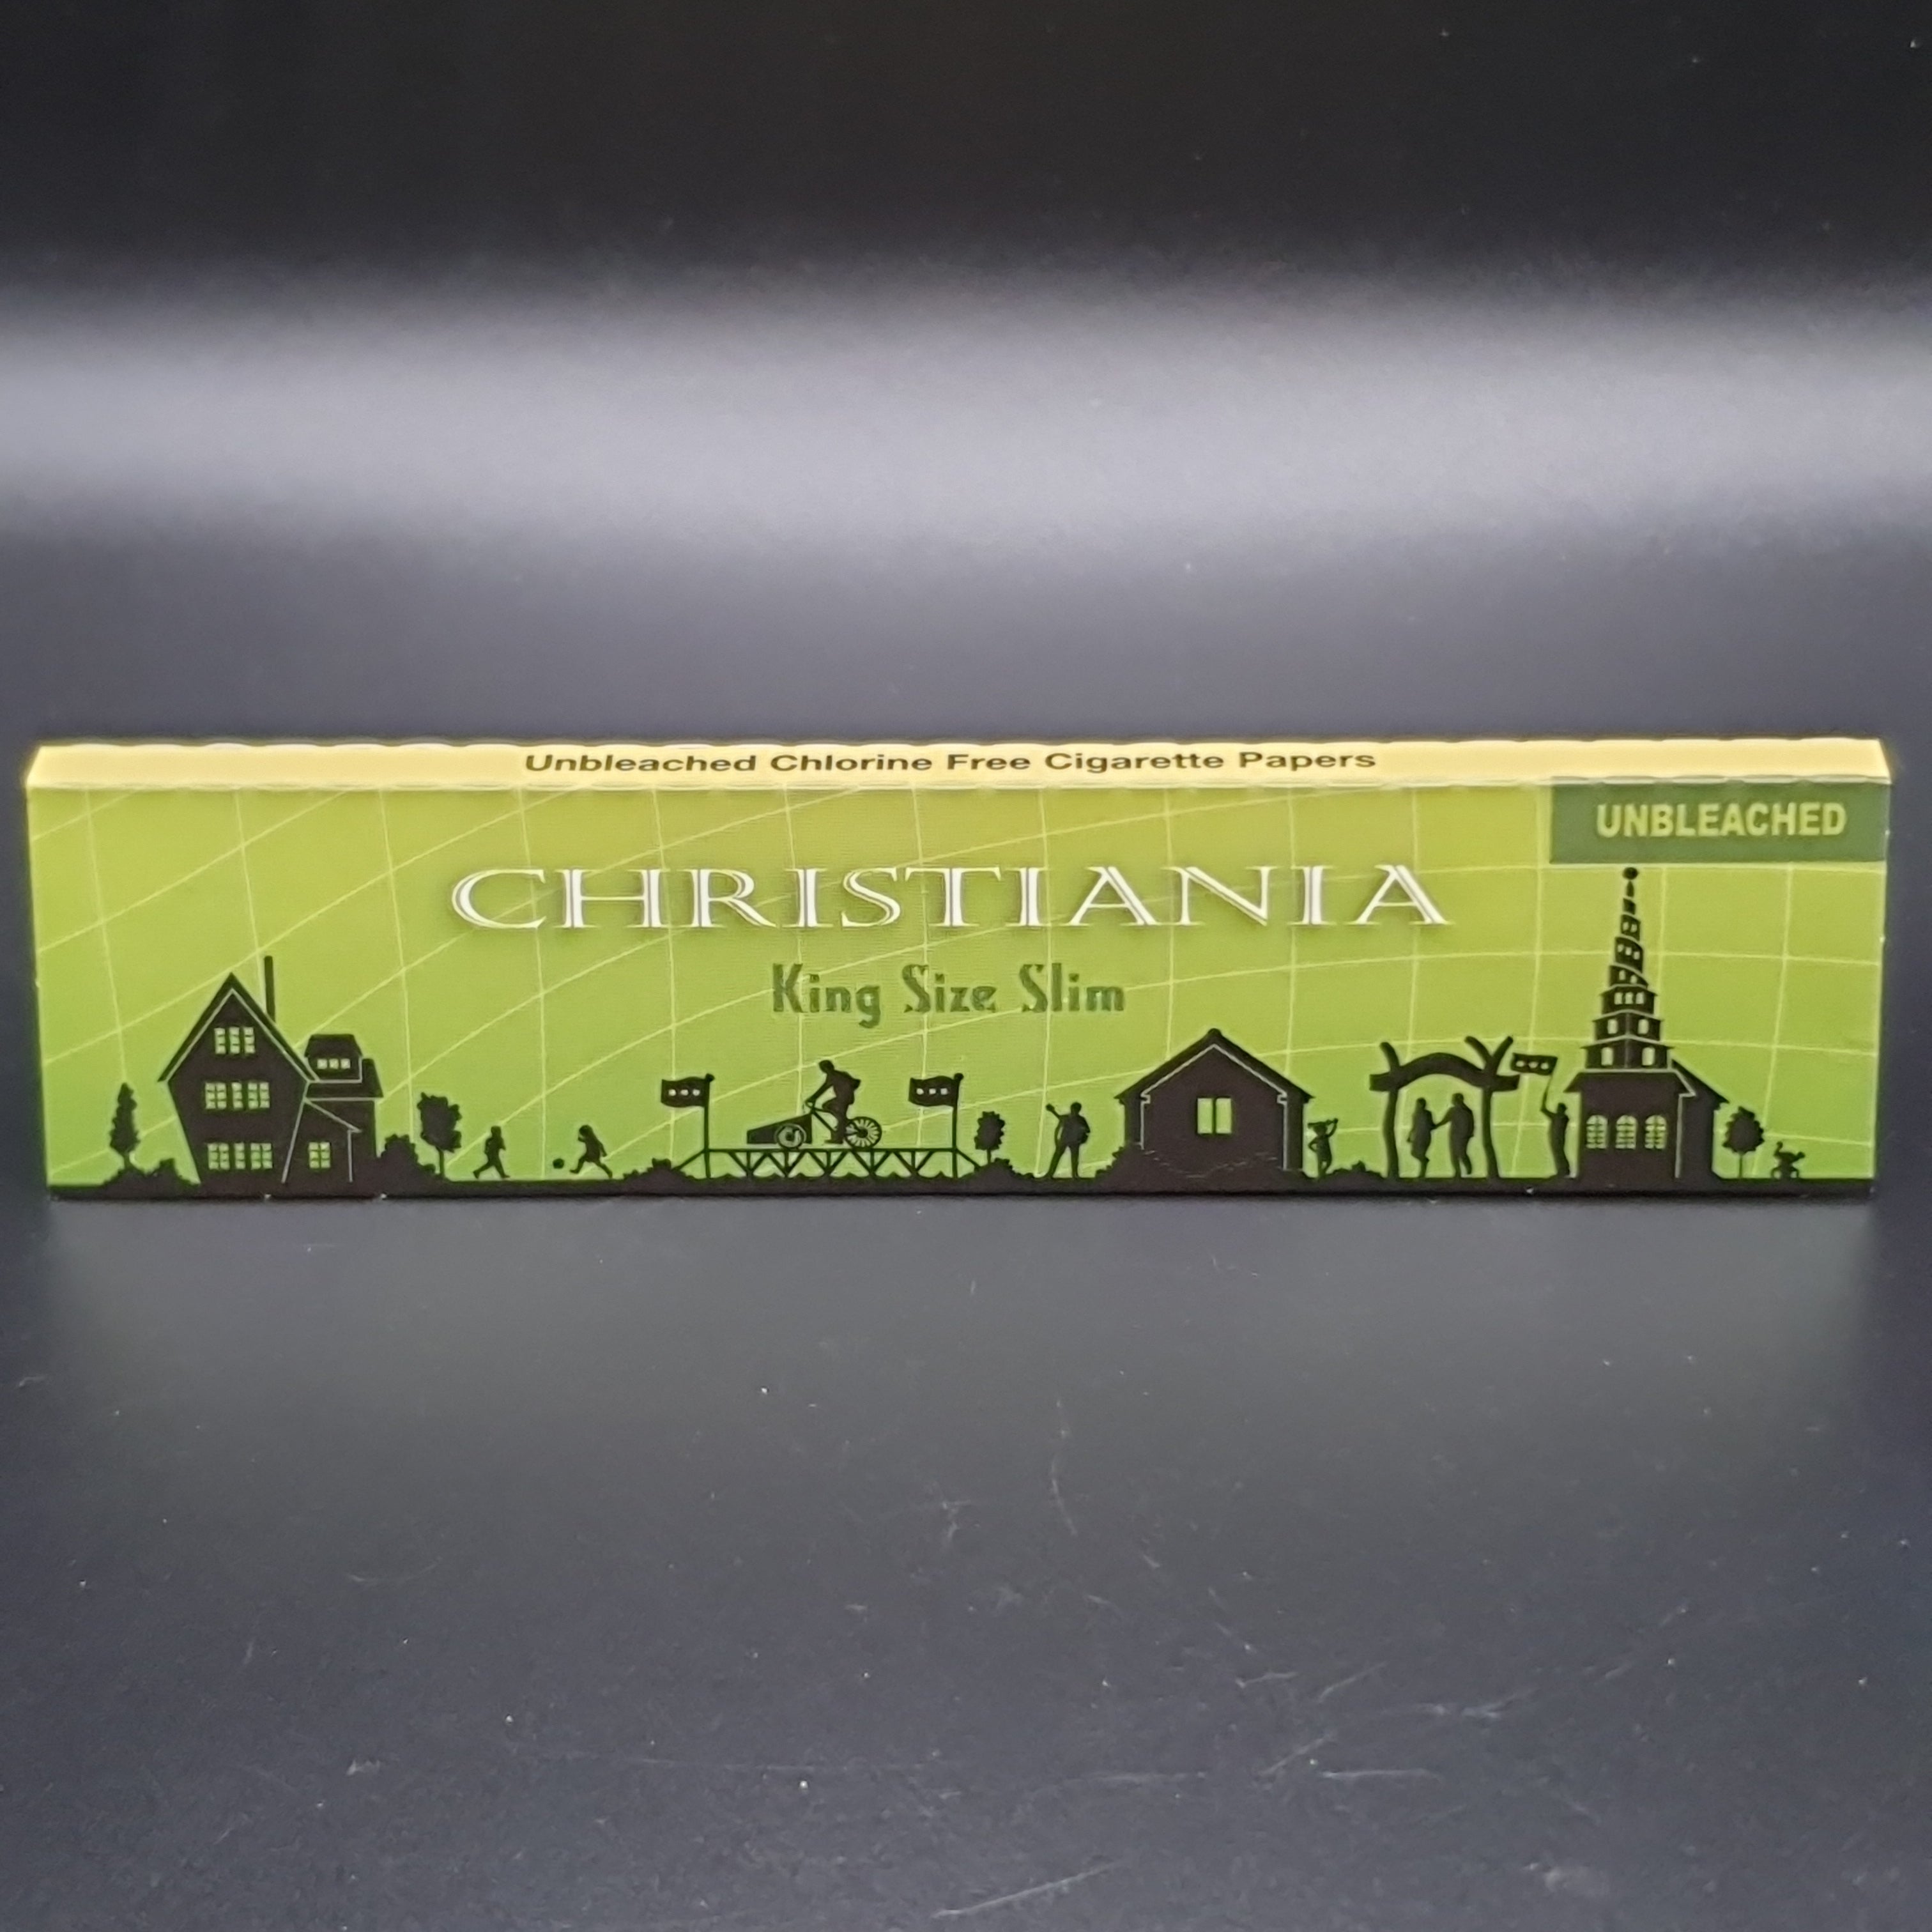 Unbleached Chlorine Free Cigarette Papers
UNBLEACHED
CHRISTIANIA
King Size Slim